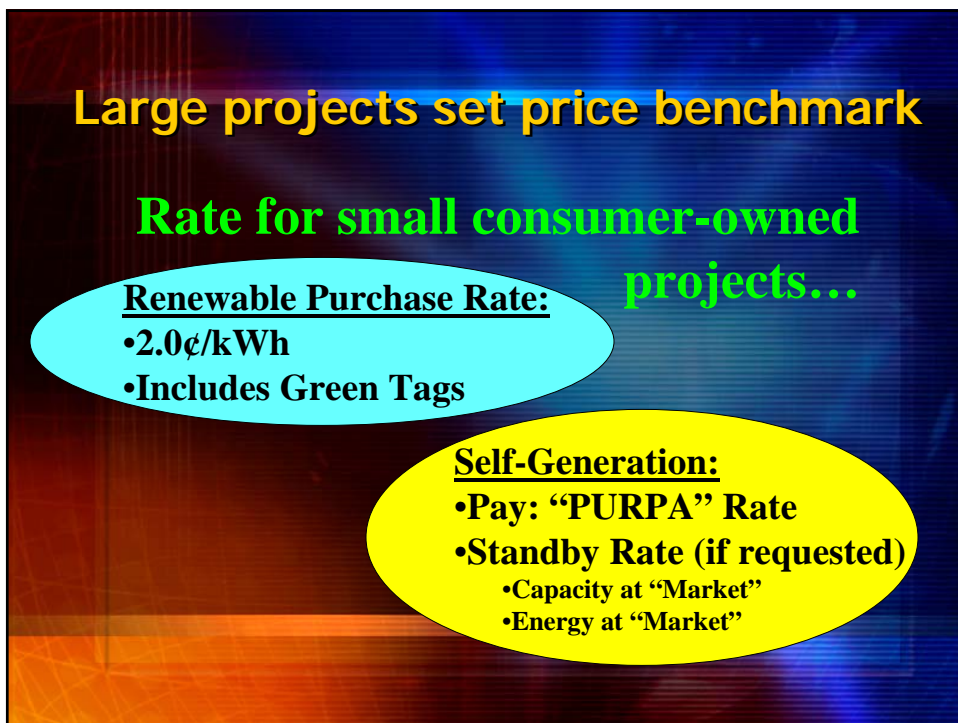 Large projects set price benchmark
Rate for small consumer-owned
projects…
Renewable Purchase Rate:
•2.0¢/kWh
•Includes Green Tags
Self-Generation:
•Pay: “PURPA” Rate
•Standby Rate (if requested)
•Capacity at “Market”
•Energy at “Market”